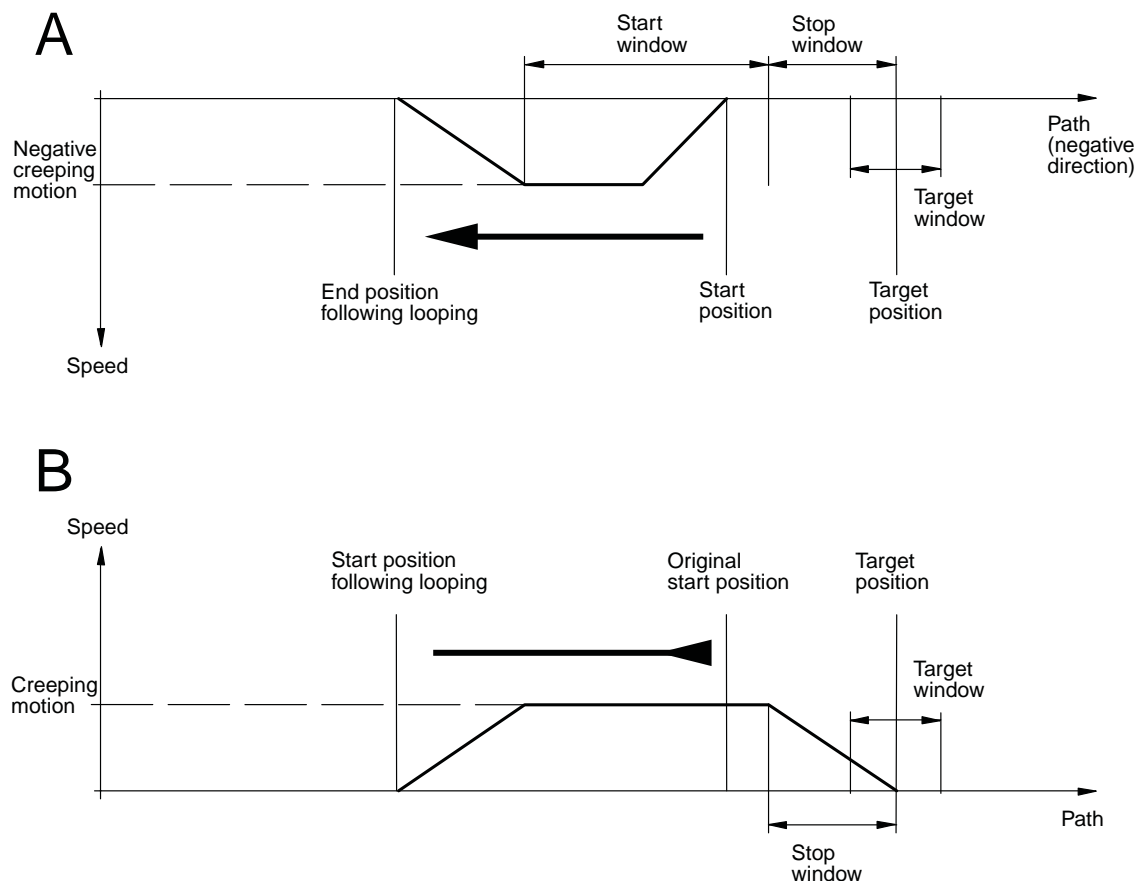 A
Start
window
Stop
window
Path
(negative
direction)
Negative
creeping
motion
Target
window
End position
following looping
Start
position
Target
position
Speed
B
Speed
Start position
following looping
Original
start position
Target
position
Target
window
Creeping
motion
Path
Stop
window